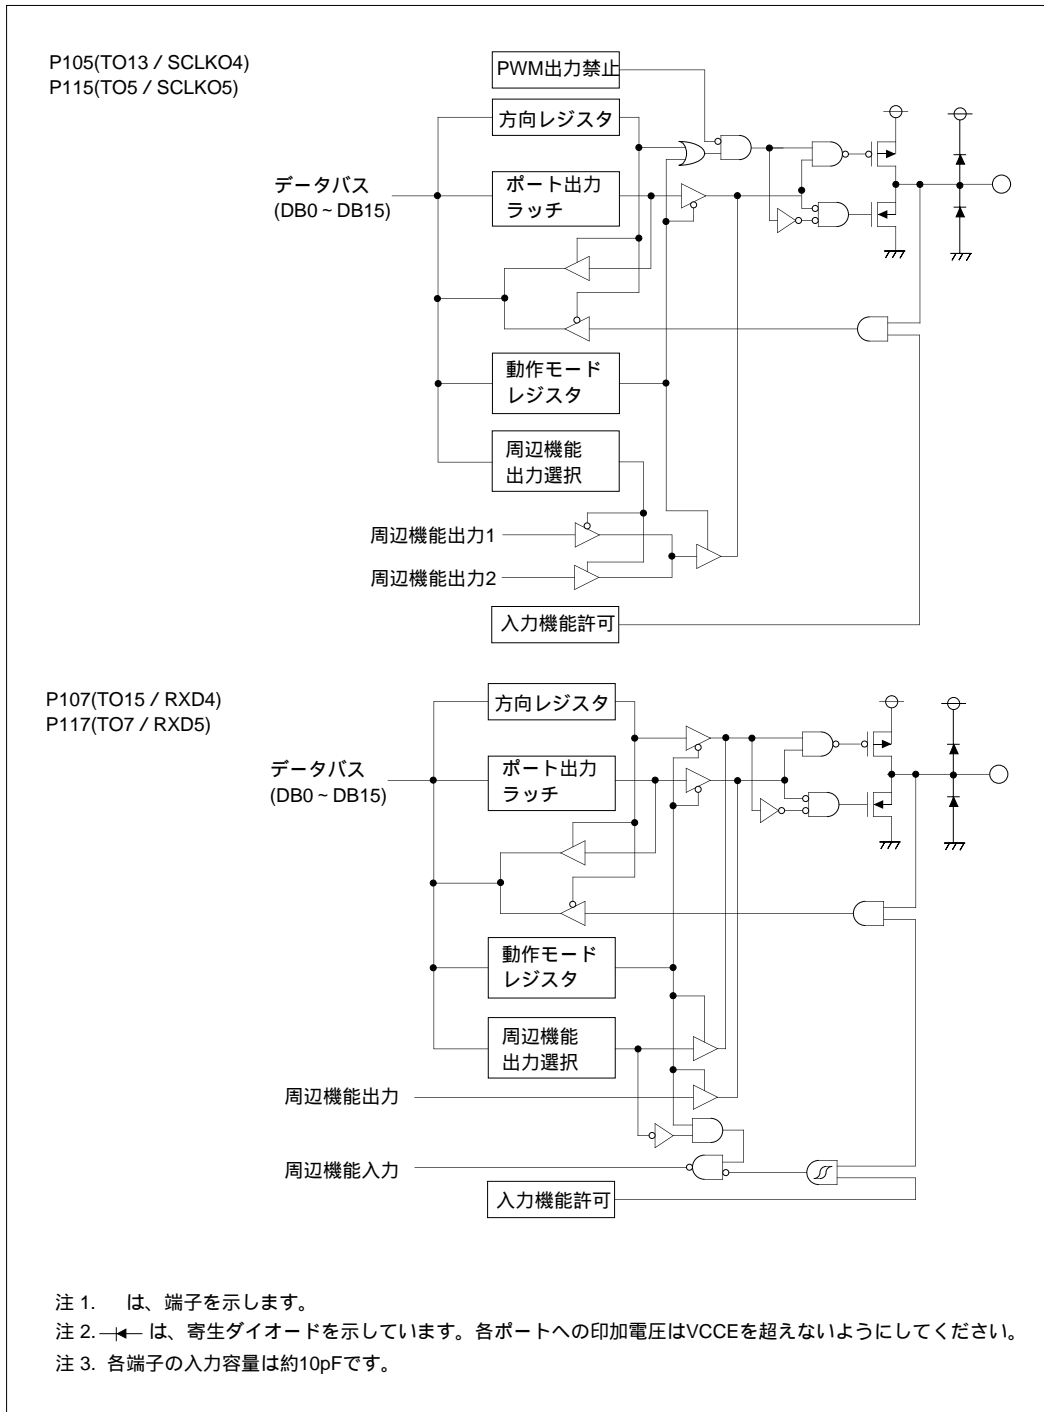 P105(TO13 / SCLKO4)
P115(TO5 / SCLKO5)
PWM出力禁止
方向レジスタ
データバス
(DB0 ~ DB15)
ポート出力
ラッチ
動作モード
レジスタ
周辺機能
出力選択
周辺機能出力1
周辺機能出力2
入力機能許可
P107(TO15 / RXD4)
P117(TO7 / RXD5)
方向レジスタ
データバス
(DB0 ~ DB15)
ポート出力
ラッチ
動作モード
レジスタ
周辺機能
出力選択
周辺機能出力
周辺機能入力
入力機能許可
注 1. は、端子を示します。
注 2. は、寄生ダイオードを示しています。各ポートへの印加電圧はVCCEを超えないようにしてください。
注 3. 各端子の入力容量は約10pFです。